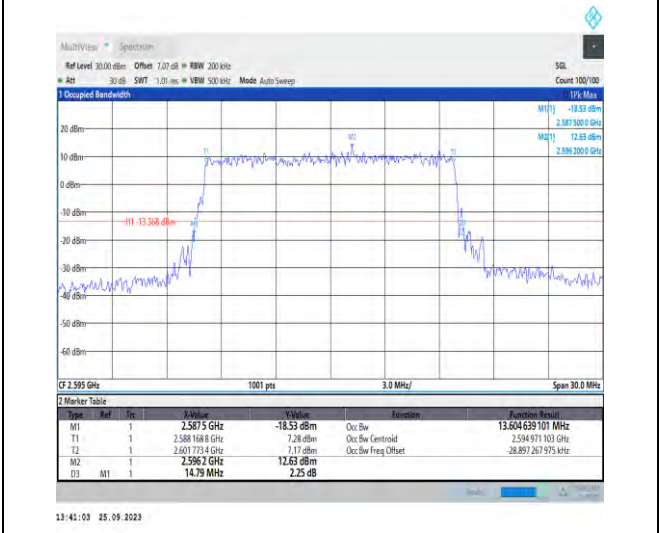 MultiView Spectrum
Ref Level 30.00 dBm Offset 7.07 dB RBW 200 kHz SGL
Att 30 dB SWT 1.01 ms VBW 500 kHz Mode Auto Sweep Count 100/100
1 Occupied Bandwidth 1Pk Max
M1[1] -18.53 dBm
2.587 500 0 GHz
M2[1] 12.63 dBm
2.596 200 0 GHz
20 dBm
M2
T1 T2
10 dBm
0 dBm
-10 dBm
H1 -13.368 dBm
M1
-20 dBm
-30 dBm
-40 dBm
-50 dBm
-60 dBm
CF 2.595 GHz 1001 pts 3.0 MHz/ Span 30.0 MHz
2 Marker Table
Type Ref Trc X-Value Y-Value Function Function Result
M1 1 2.587 5 GHz -18.53 dBm Occ Bw 13.604 639 101 MHz
T1 1 2.588 168 8 GHz 7.28 dBm Occ Bw Centroid 2.594 971 103 GHz
T2 1 2.601 773 4 GHz 7.17 dBm Occ Bw Freq Offset -28.897 267 975 kHz
M2 1 2.596 2 GHz 12.63 dBm
D3 M1 1 14.79 MHz 2.25 dB
13:41:03 25.09.2023